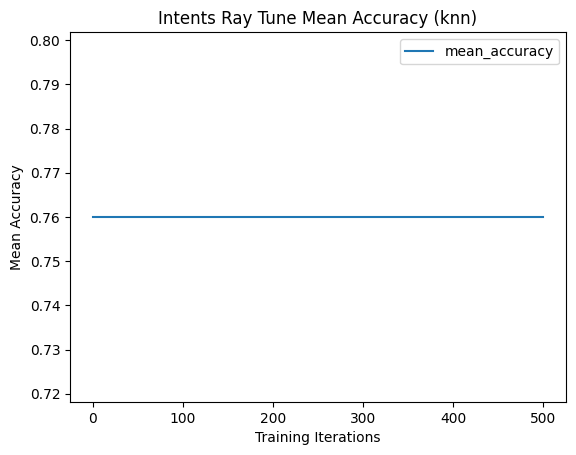 Intents Ray Tune Mean Accuracy (knn)
mean_accuracy
0.80
0.79
0.78
0.77
0.76
0.75
0.74
0.73
0.72
Mean Accuracy
0 100 200 300 400 500
Training Iterations